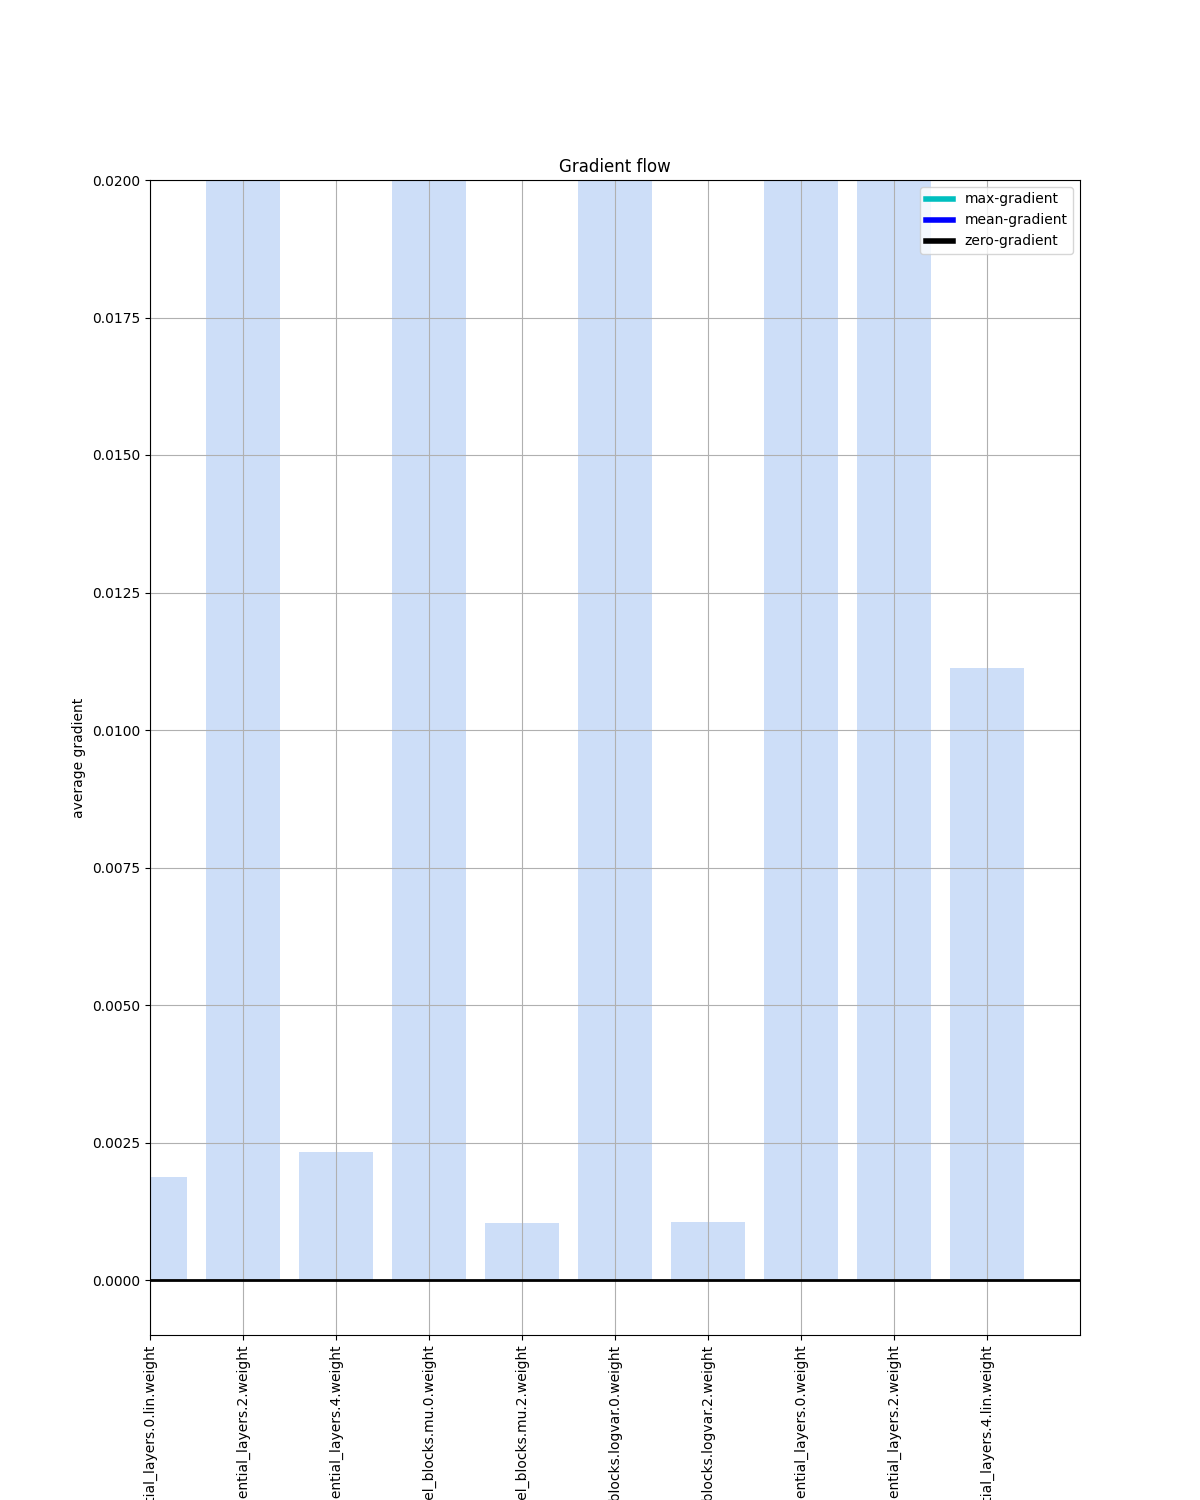 Gradient flow
max-gradient
mean-gradient
zero-gradient
0.0200
0.0175
0.0150
0.0125
0.0100
0.0075
0.0050
0.0025
0.0000
average gradient
tial_layers.0.lin.weight
ential_layers.2.weight
ential_layers.4.weight
el_blocks.mu.0.weight
el_blocks.mu.2.weight
blocks.logvar.0.weight
blocks.logvar.2.weight
ential_layers.0.weight
ential_layers.2.weight
tial_layers.4.lin.weight